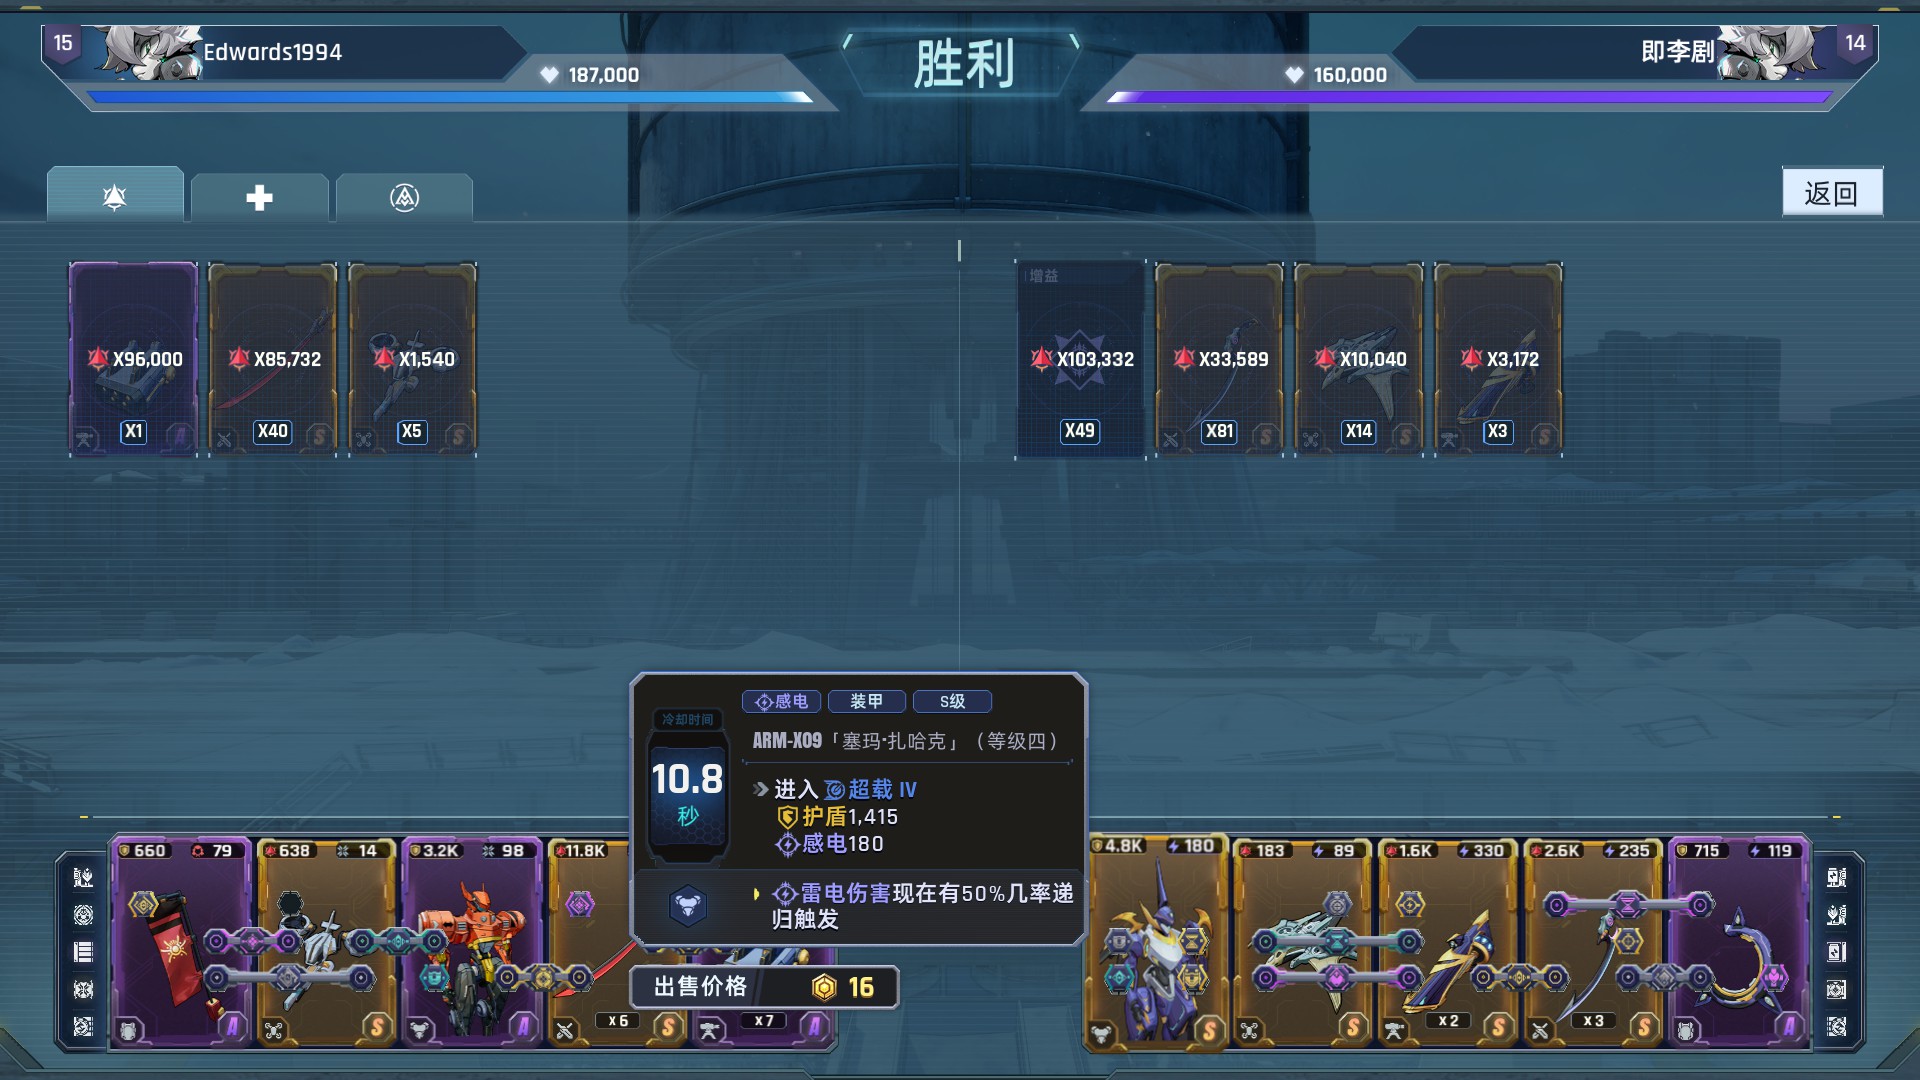 15
Edwards1994
187,000
胜利
160,000
即李剧
14
返回
X96,000
X1
A
X85,732
X40
S
X1,540
X5
S
增益
X103,332
X49
X33,589
X81
S
X10,040
X14
S
X3,172
X3
S
感电
装甲
S级
冷却时间
10.8
秒
ARM-X09「塞玛·扎哈克」（等级四）
进入超载 IV
护盾1,415
感电180
雷电伤害现在有50%几率递
归触发
出售价格
16
660
79
A
638
14
S
3.2K
98
A
11.8K
x6
S
x7
A
4.8K
180
S
183
89
S
1.6K
330
x2
S
2.6K
235
x3
S
715
119
A